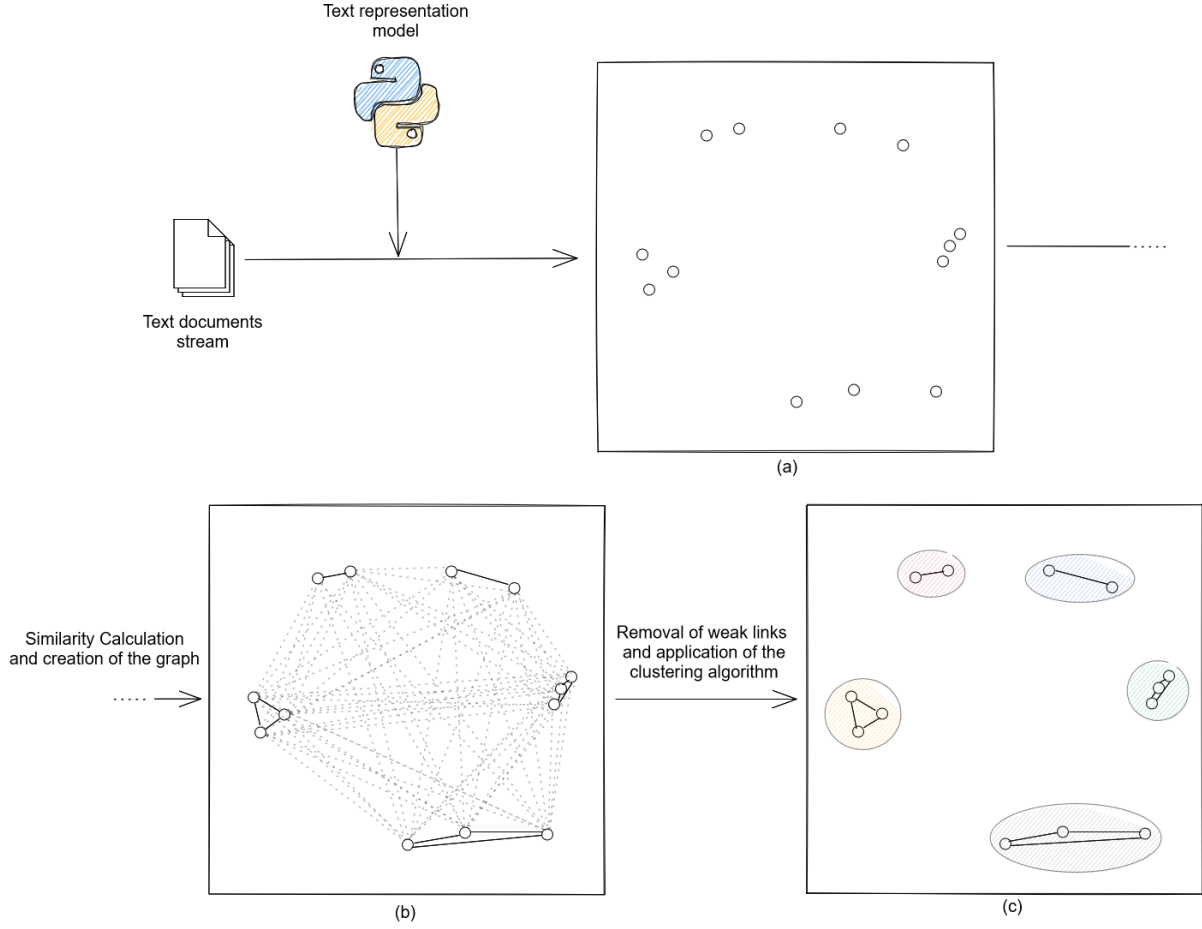 Text representation
model
Text documents
stream
(a)
Similarity Calculation
and creation of the graph
Removal of weak links
and application of the
clustering algorithm
(b)
(c)